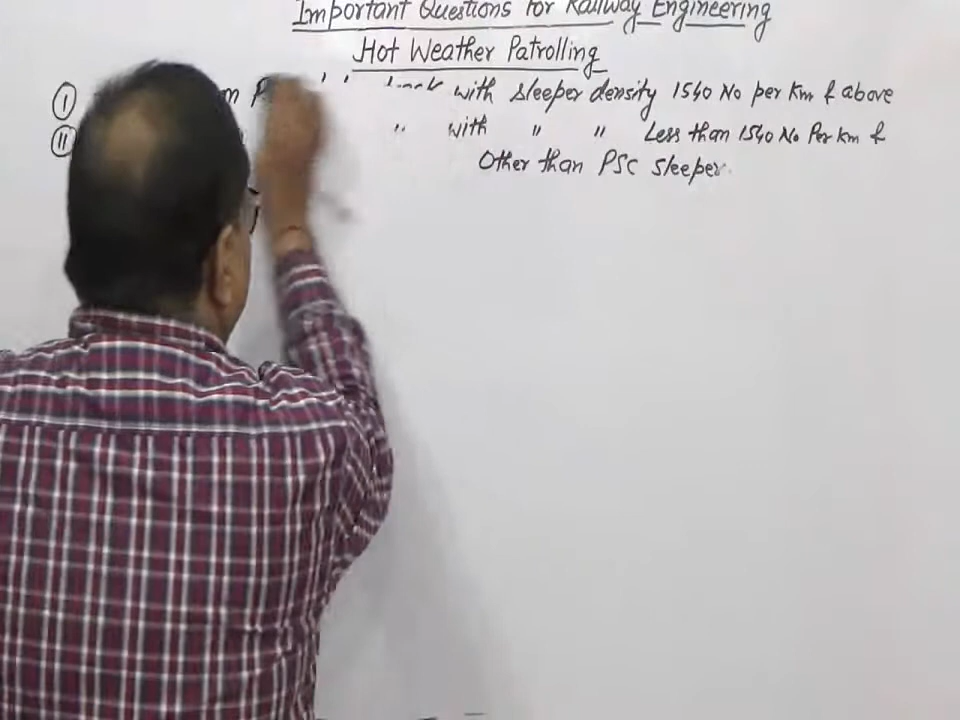 Important Questions for Railway Engineering
Hot Weather Patrolling
I with sleeper density 1540 No per Km & above
II " with " " Less than 1540 No Per km &
Other than PSC sleeper